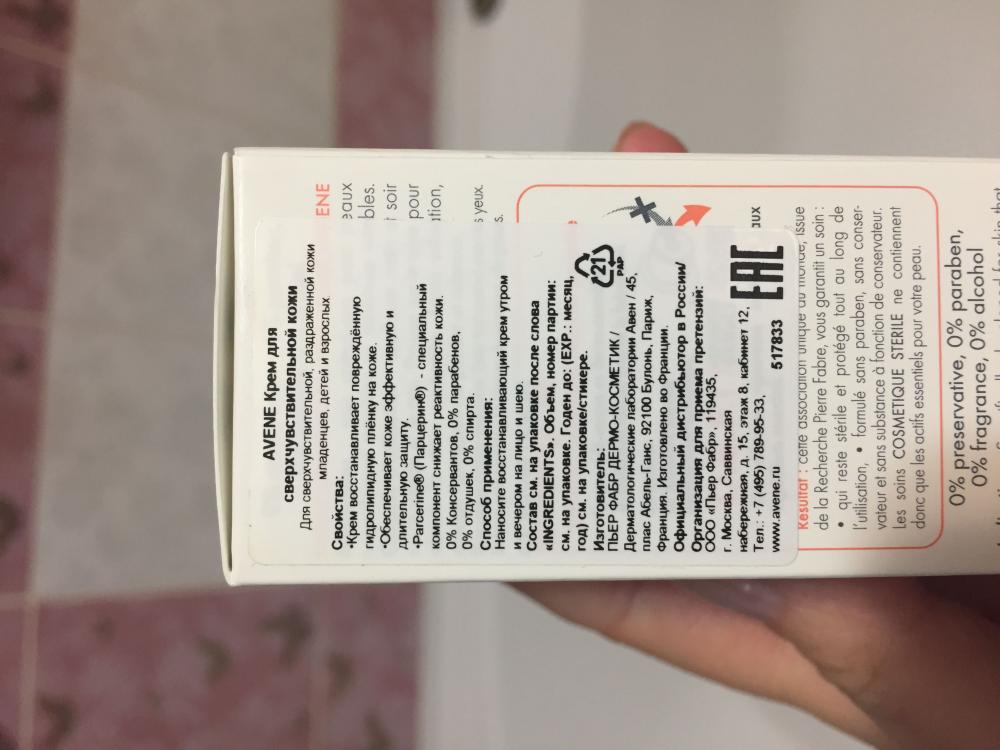 AVENE Крем для
сверхчувствительной кожи
Для сверхчувствительной, раздраженной кожи
младенцев, детей и взрослых
Свойства:
•Крем восстанавливает повреждённую
гидролипидную плёнку на коже.
•Обеспечивает коже эффективную и
длительную защиту.
•Parcerine® (Парцерин®) - специальный
компонент снижает реактивность кожи.
0% Консервантов, 0% парабенов,
0% отдушек, 0% спирта.
Способ применения:
Наносите восстанавливающий крем утром
и вечером на лицо и шею.
Состав см. на упаковке после слова
«INGREDIENTS». Объем, номер партии:
см. на упаковке. Годен до: (EXP.: месяц,
год) см. на упаковке/стикере.
Изготовитель:
ПЬЕР ФАБР ДЕРМО-КОСМЕТИК /
Дерматологические лаборатории Авен / 45,
плас Абель-Ганс, 92100 Булонь, Париж,
Франция. Изготовлено во Франции.
Официальный дистрибьютор в России/
Организация для приема претензий:
ООО «Пьер Фабр», 119435,
г. Москва, Саввинская
набережная, д. 15, этаж 8, кабинет 12,
Тел.: +7 (495) 789-95-33,
www.avene.ru
517833
21
PAP
EAC
ENE
eaux
bles.
soir
pour
ation,
yeux.
s.
aux
Résultat : cette association unique au monde, issue
de la Recherche Pierre Fabre, vous garantit un soin :
• qui reste stérile et protégé tout au long de
l'utilisation, • formulé sans paraben, sans conser-
vateur et sans substance à fonction de conservateur.
Les soins COSMETIQUE STERILE ne contiennent
donc que les actifs essentiels pour votre peau.
0% preservative, 0% paraben,
0% fragrance, 0% alcohol